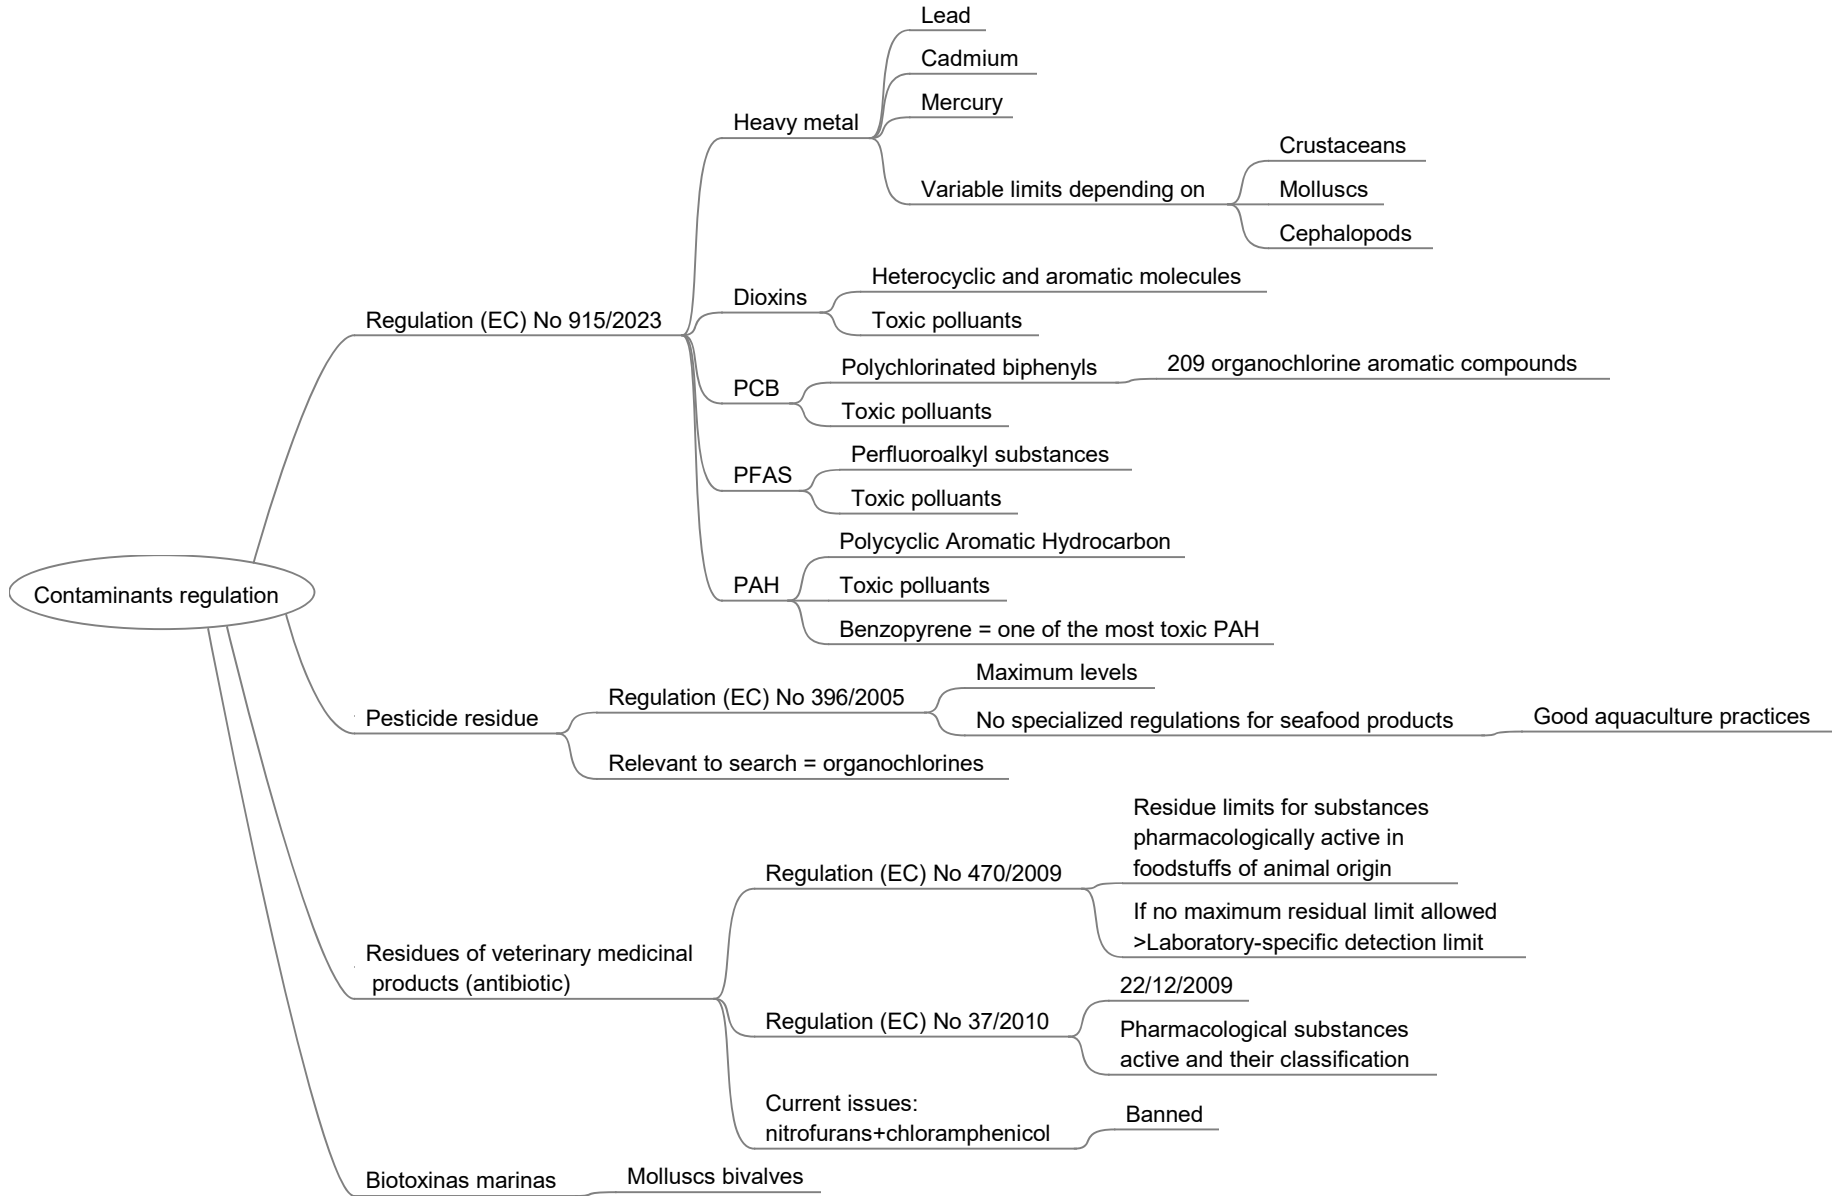 Contaminants regulation
Regulation (EC) No 915/2023
Heavy metal
Lead
Cadmium
Mercury
Variable limits depending on
Crustaceans
Molluscs
Cephalopods
Dioxins
Heterocyclic and aromatic molecules
Toxic polluants
PCB
Polychlorinated biphenyls
209 organochlorine aromatic compounds
Toxic polluants
PFAS
Perfluoroalkyl substances
Toxic polluants
PAH
Polycyclic Aromatic Hydrocarbon
Toxic polluants
Benzopyrene = one of the most toxic PAH
Pesticide residue
Regulation (EC) No 396/2005
Maximum levels
No specialized regulations for seafood products
Good aquaculture practices
Relevant to search = organochlorines
Residues of veterinary medicinal
products (antibiotic)
Regulation (EC) No 470/2009
Residue limits for substances
pharmacologically active in
foodstuffs of animal origin
If no maximum residual limit allowed
>Laboratory-specific detection limit
Regulation (EC) No 37/2010
22/12/2009
Pharmacological substances
active and their classification
Current issues:
nitrofurans+chloramphenicol
Banned
Biotoxinas marinas
Molluscs bivalves